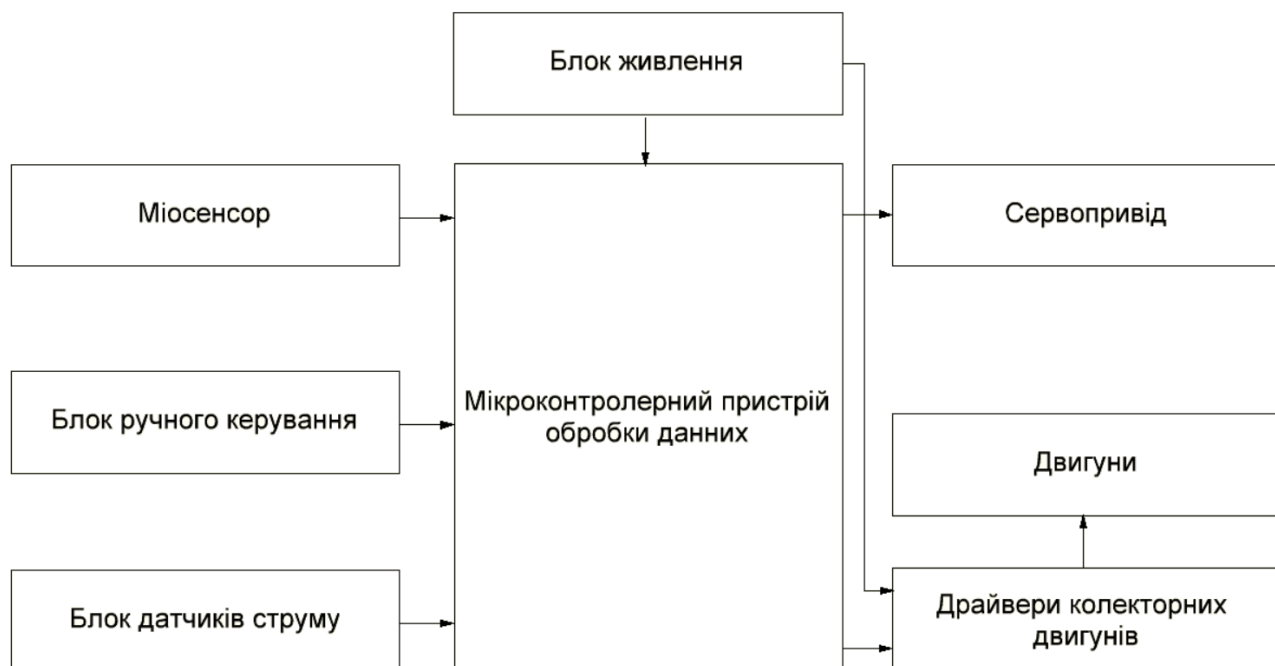 Блок живлення
Міосенсор
Сервопривід
Блок ручного керування
Мікроконтролерний пристрій
обробки данних
Двигуни
Блок датчиків струму
Драйвери колекторних
двигунів